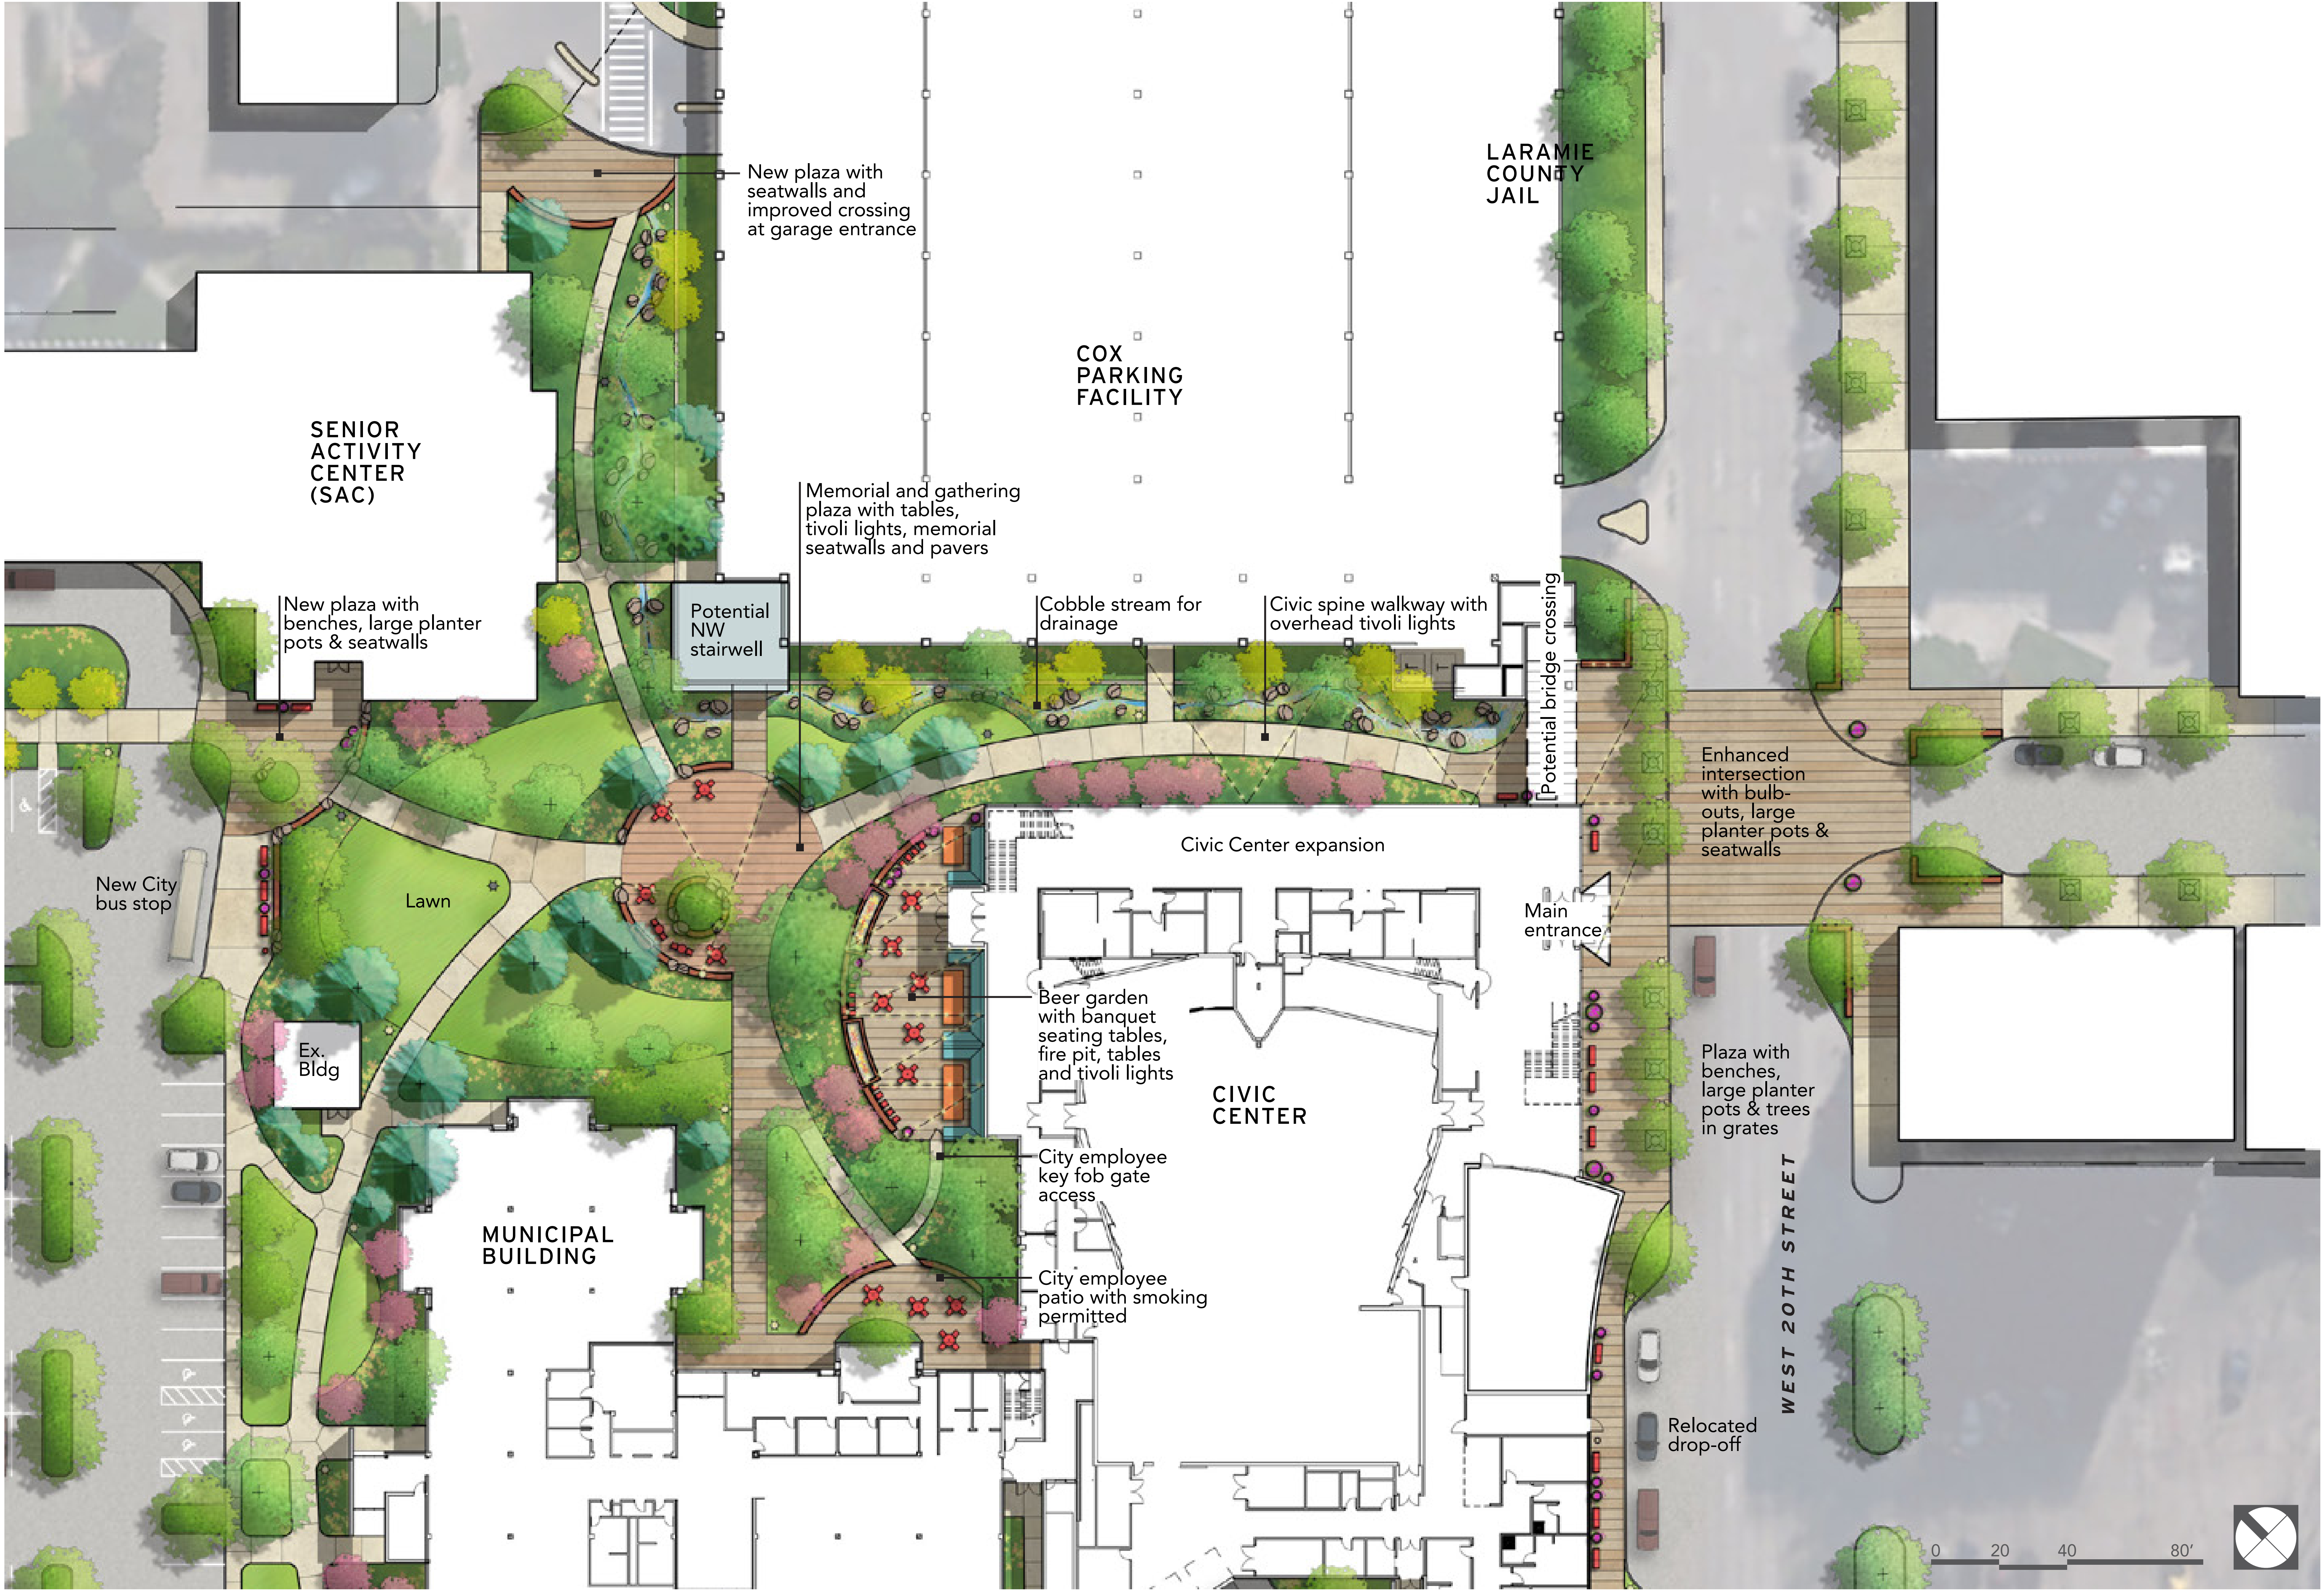 New plaza with
seatwalls and
improved crossing
at garage entrance
LARAMIE
COUNTY
JAIL
COX
PARKING
FACILITY
SENIOR
ACTIVITY
CENTER
(SAC)
Memorial and gathering
plaza with tables,
tivoli lights, memorial
seatwalls and pavers
New plaza with
benches, large planter
pots & seatwalls
Potential
NW
stairwell
Cobble stream for
drainage
Civic spine walkway with
overhead tivoli lights
Potential bridge crossing
Enhanced
intersection
with bulb-
outs, large
planter pots &
seatwalls
Civic Center expansion
New City
bus stop
Lawn
Main
entrance
Beer garden
with banquet
seating tables,
fire pit, tables
and tivoli lights
Ex.
Bldg
Plaza with
benches,
large planter
pots & trees
in grates
CIVIC
CENTER
City employee
key fob gate
access
MUNICIPAL
BUILDING
City employee
patio with smoking
permitted
WEST 20TH STREET
Relocated
drop-off
0 20 40 80'